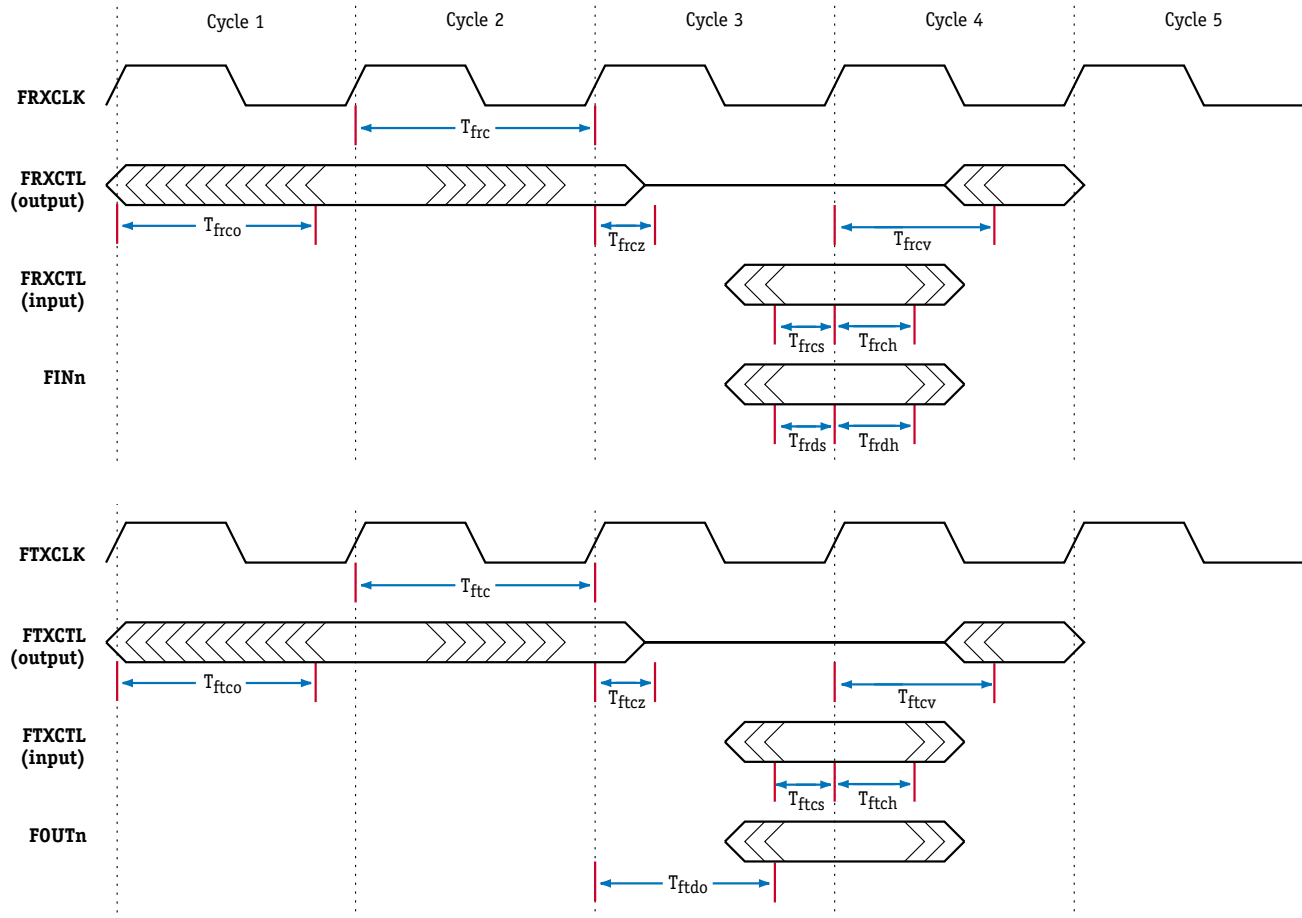 Cycle 1 Cycle 2 Cycle 3 Cycle 4 Cycle 5
FRXCLK
Tfrc
FRXCTL
(output)
Tfrco Tfrcz Tfrcv
FRXCTL
(input)
Tfrcs Tfrch
FINn
Tfrds Tfrdh
FTXCLK
Tftc
FTXCTL
(output)
Tftco Tftcz Tftcv
FTXCTL
(input)
Tftcs Tftch
FOUTn
Tftdo